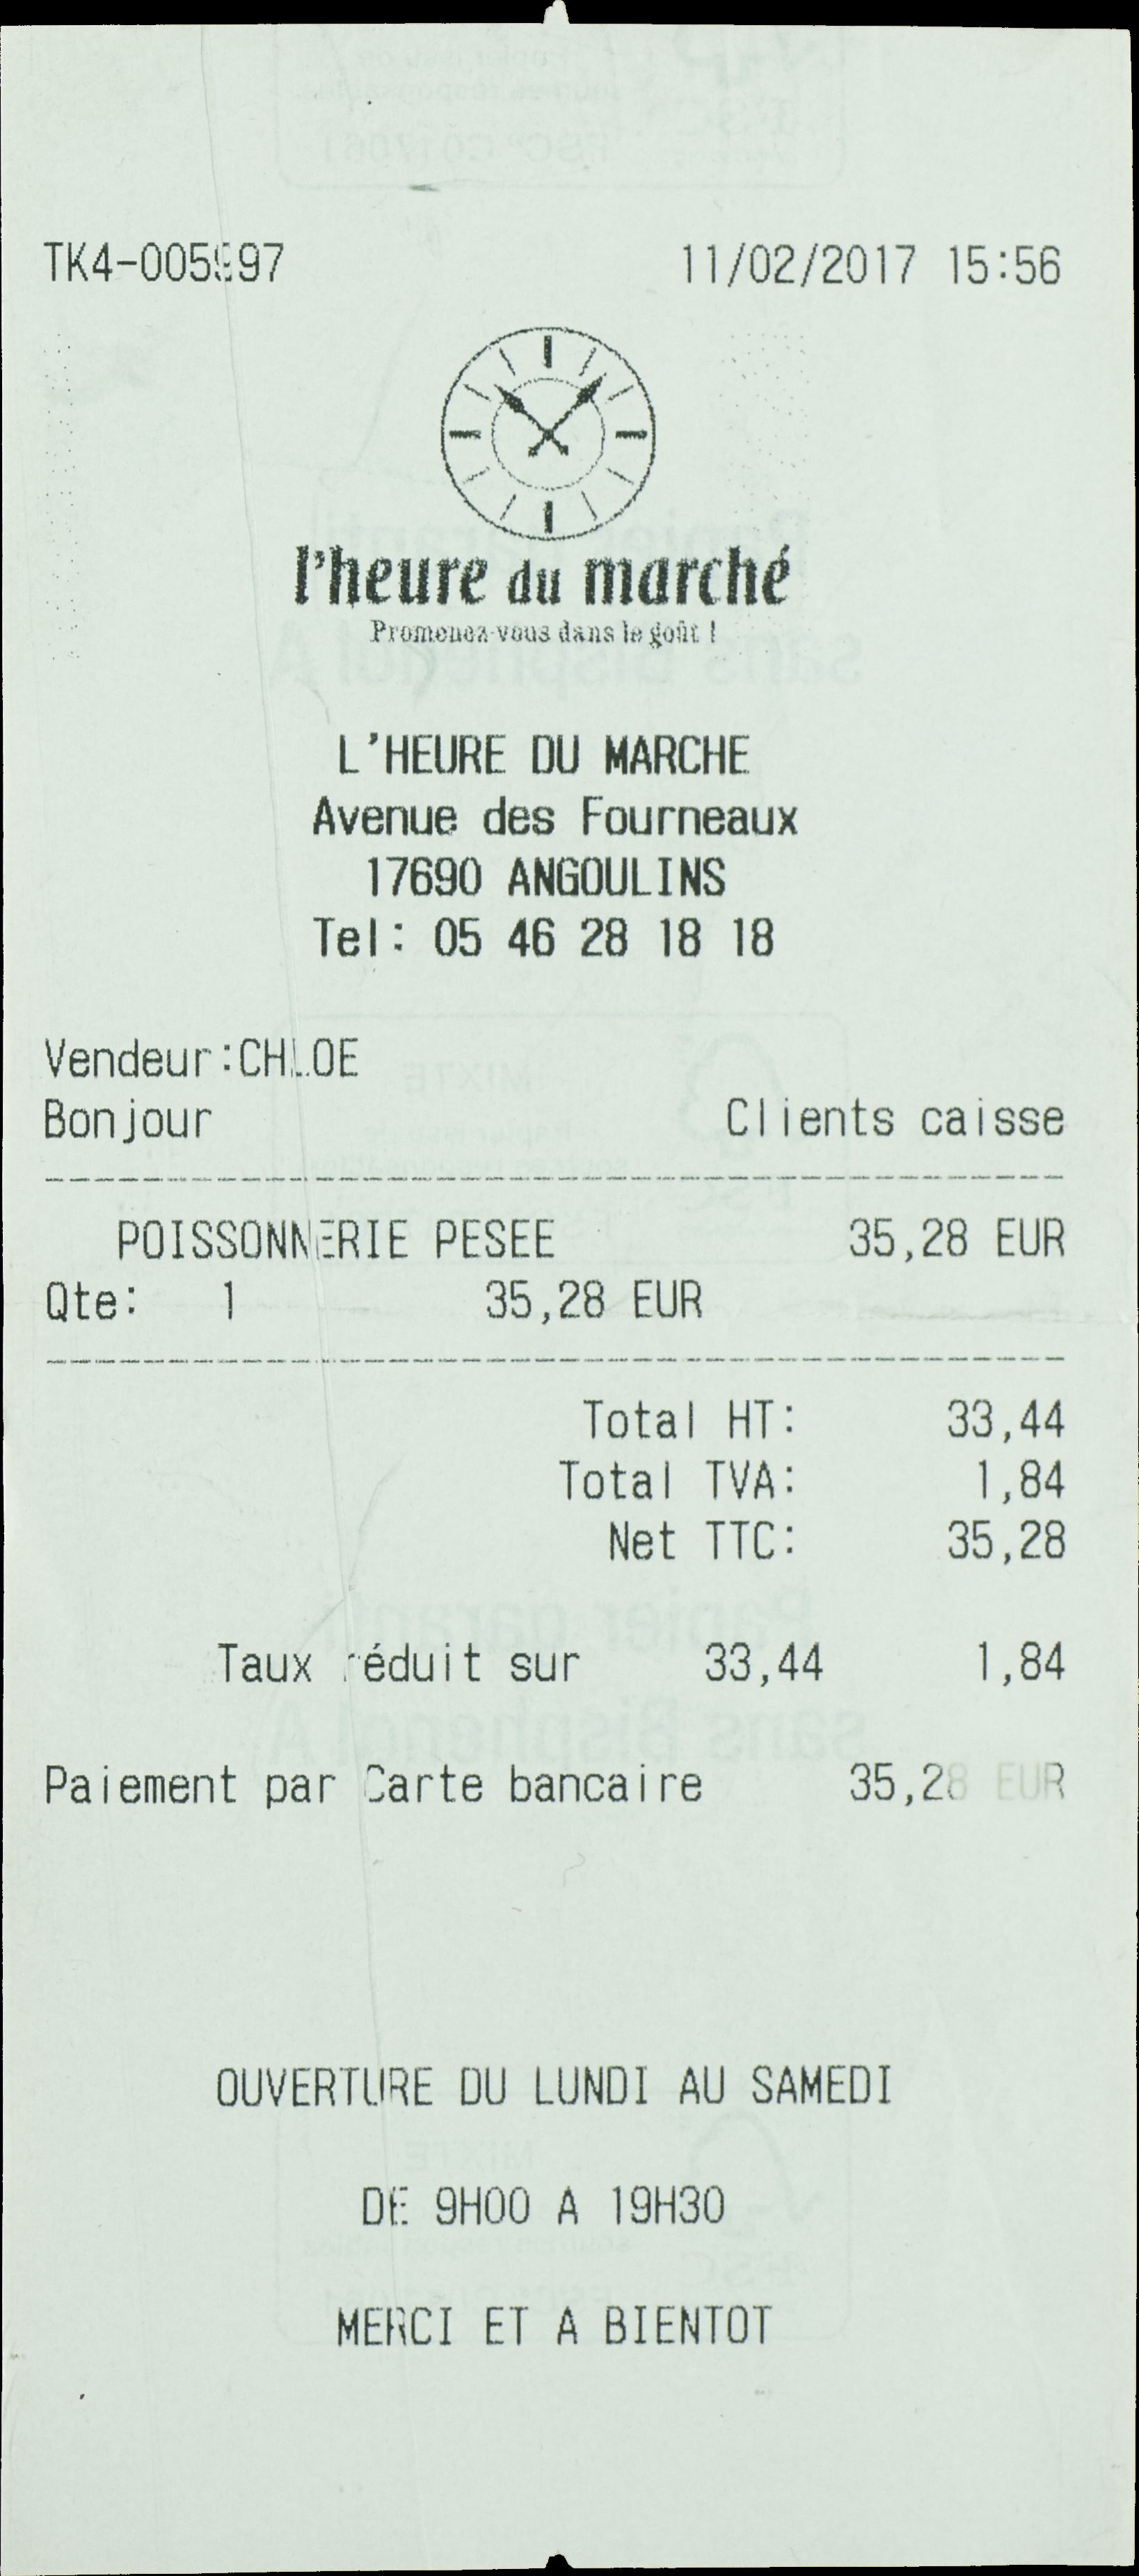 TK4-005997 11/02/2017 15:56
l'heure du marché
Promenez-vous dans le goût !
L'HEURE DU MARCHE
Avenue des Fourneaux
17690 ANGOULINS
Tel: 05 46 28 18 18
Vendeur:CHLOE
Bonjour Clients caisse
POISSONNERIE PESEE 35,28 EUR
Qte: 1 35,28 EUR
Total HT: 33,44
Total TVA: 1,84
Net TTC: 35,28
Taux réduit sur 33,44 1,84
Paiement par Carte bancaire 35,28 EUR
OUVERTURE DU LUNDI AU SAMEDI
DE 9H00 A 19H30
MERCI ET A BIENTOT